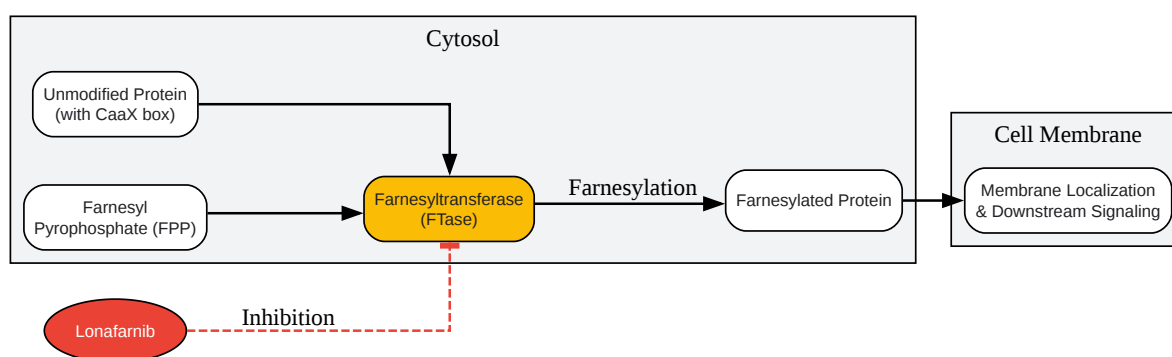 Cytosol
Unmodified Protein
(with CaaX box)
Farnesyl
Pyrophosphate (FPP)
Farnesyltransferase
(FTase)
Farnesylation
Farnesylated Protein
Cell Membrane
Membrane Localization
& Downstream Signaling
Lonafarnib
Inhibition